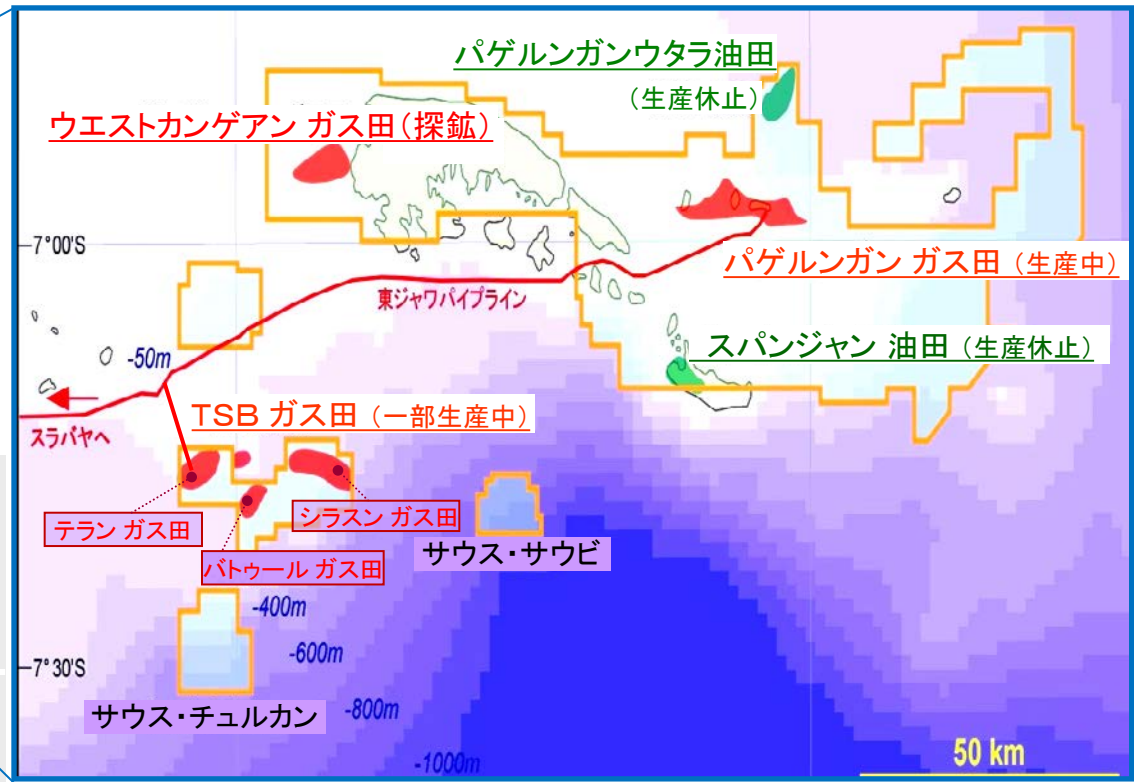 パゲルンガンウタラ油田
(生産休止)
ウエストカンゲアン ガス田(探鉱)
7°00'S
パゲルンガン ガス田(生産中)
東ジャワパイプライン
スパンジャン 油田(生産休止)
-50m
TSB ガス田(一部生産中)
スラバヤへ
テラン ガス田
シラスン ガス田
バトゥール ガス田
サウス・サウビ
-400m
-600m
7°30'S
サウス・チュルカン
-800m
-1000m
50 km